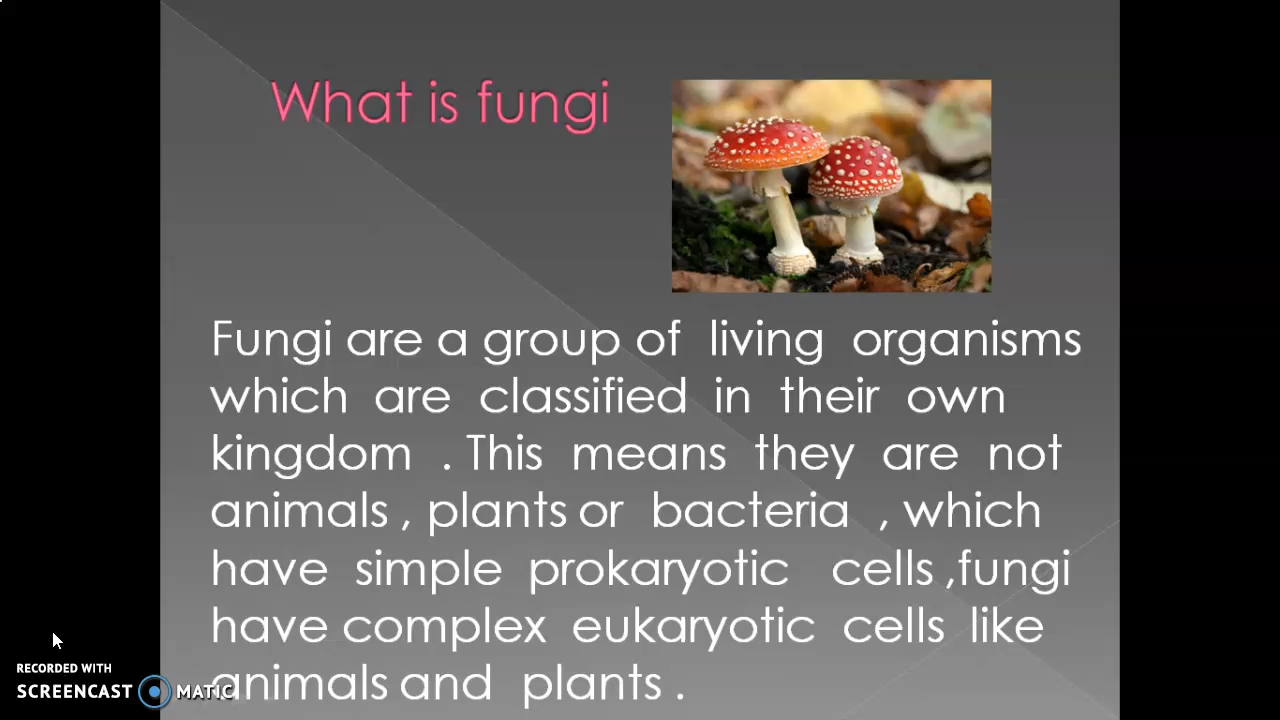 What is fungi
Fungi are a group of living organisms
which are classified in their own
kingdom . This means they are not
animals , plants or bacteria , which
have simple prokaryotic cells ,fungi
have complex eukaryotic cells like
animals and plants .
RECORDED WITH
SCREENCAST MATIC